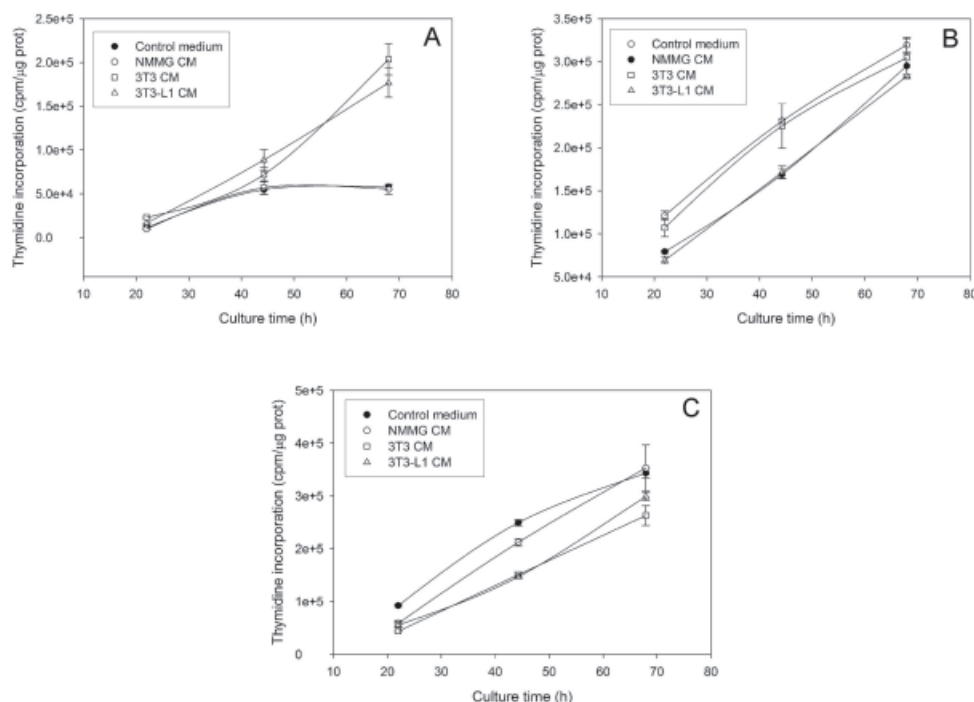 A
Control medium
NMMG CM
3T3 CM
3T3-L1 CM
Thymidine incorporation (cpm/μg prot)
2.5e+5
2.0e+5
1.5e+5
1.0e+5
5.0e+4
0.0
10 20 30 40 50 60 70 80
Culture time (h)
B
Control medium
NMMG CM
3T3 CM
3T3-L1 CM
Thymidine incorporation (cpm/μg prot)
3.5e+5
3.0e+5
2.5e+5
2.0e+5
1.5e+5
1.0e+5
5.0e+4
10 20 30 40 50 60 70 80
Culture time (h)
C
Control medium
NMMG CM
3T3 CM
3T3-L1 CM
Thymidine incorporation (cpm/μg prot)
5e+5
4e+5
3e+5
2e+5
1e+5
0
10 20 30 40 50 60 70 80
Culture time (h)